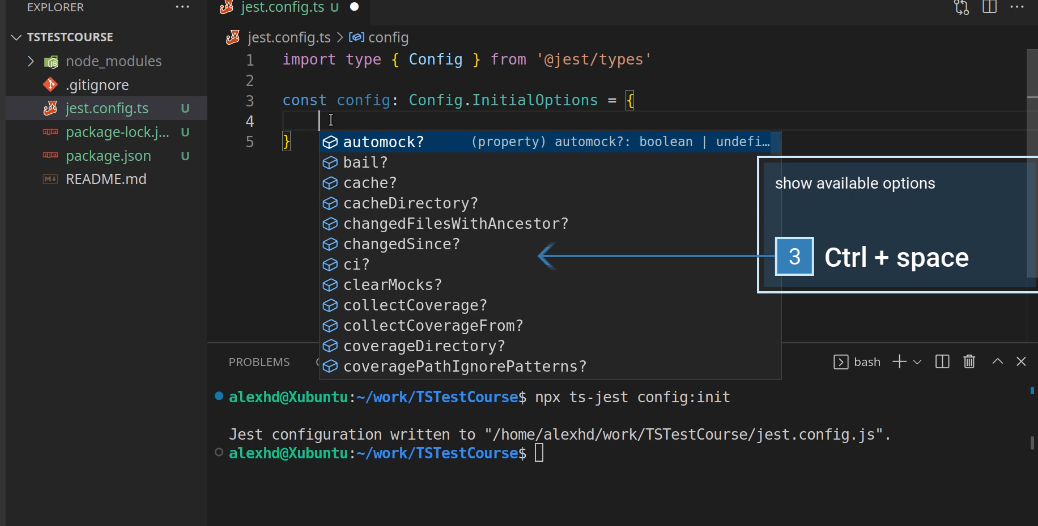 EXPLORER
TSTESTCOURSE
node_modules
.gitignore
jest.config.ts U
package-lock.j... U
package.json U
README.md
jest.config.ts U
jest.config.ts > config
1 import type { Config } from '@jest/types'
2
3 const config: Config.InitialOptions = {
4
5 }
automock? (property) automock?: boolean | undefi…
bail?
cache?
cacheDirectory?
changedFilesWithAncestor?
changedSince?
ci?
clearMocks?
collectCoverage?
collectCoverageFrom?
coverageDirectory?
coveragePathIgnorePatterns?
show available options
3 Ctrl + space
PROBLEMS
bash
alexhd@Xubuntu:~/work/TSTestCourse$ npx ts-jest config:init
Jest configuration written to "/home/alexhd/work/TSTestCourse/jest.config.js".
alexhd@Xubuntu:~/work/TSTestCourse$